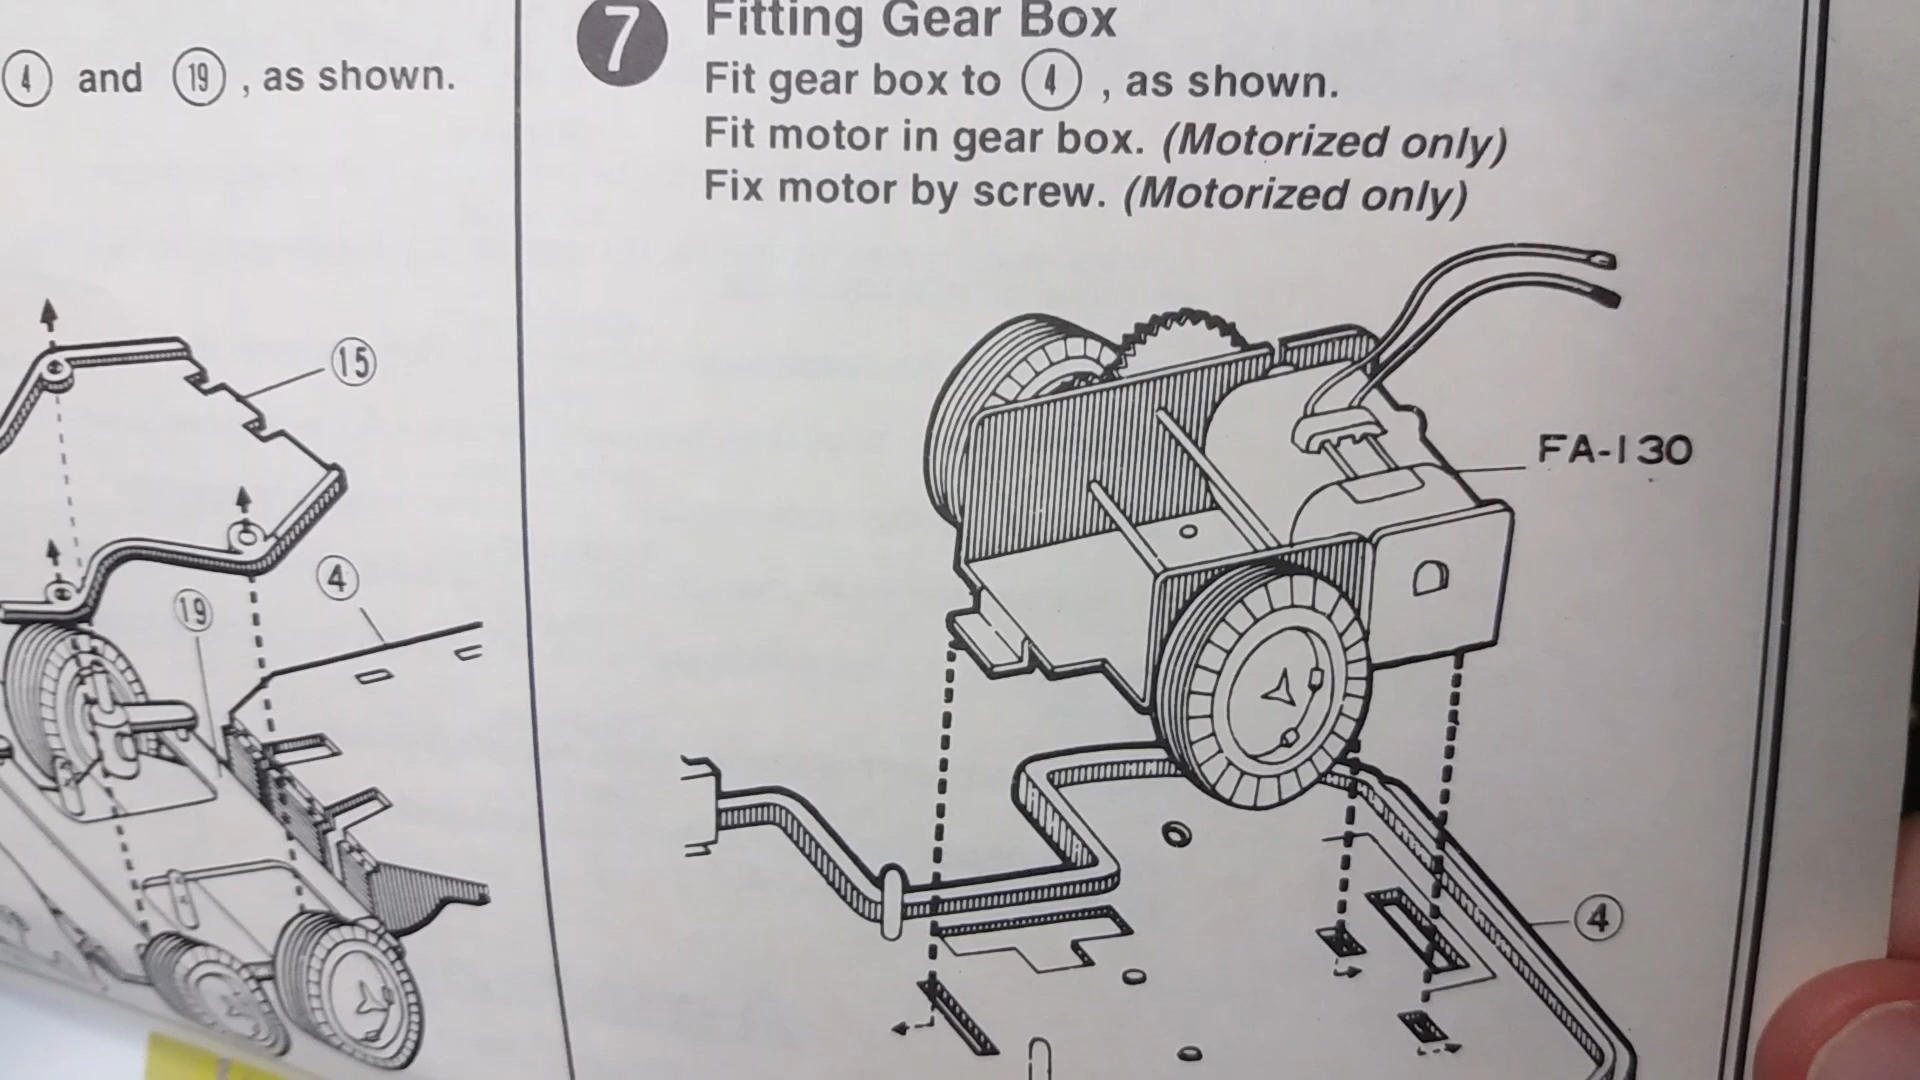 4 and 19, as shown.
15
4
19
7 Fitting Gear Box
Fit gear box to 4, as shown.
Fit motor in gear box. (Motorized only)
Fix motor by screw. (Motorized only)
FA-130
4